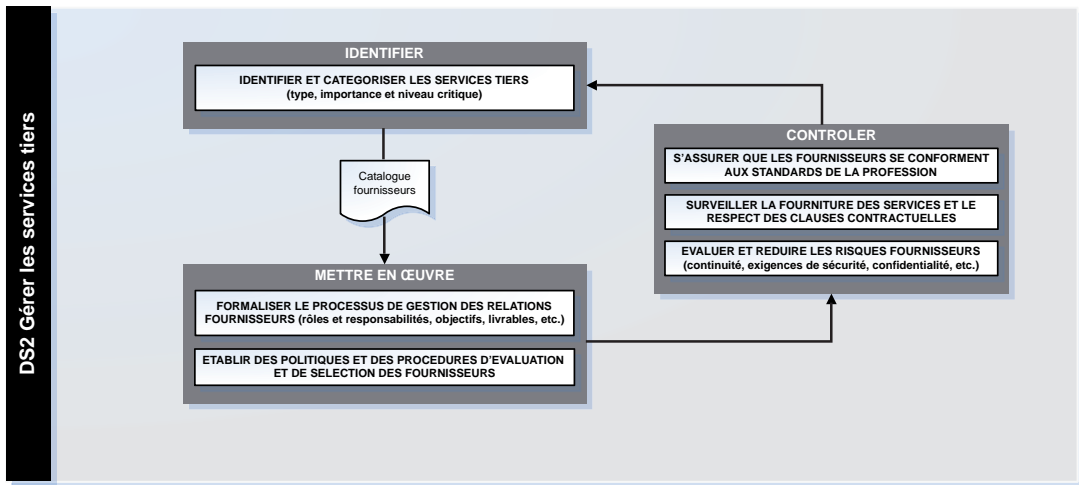 DS2 Gérer les services tiers
IDENTIFIER
IDENTIFIER ET CATEGORISER LES SERVICES TIERS
(type, importance et niveau critique)
Catalogue
fournisseurs
METTRE EN ŒUVRE
FORMALISER LE PROCESSUS DE GESTION DES RELATIONS
FOURNISSEURS (rôles et responsabilités, objectifs, livrables, etc.)
ETABLIR DES POLITIQUES ET DES PROCEDURES D'EVALUATION
ET DE SELECTION DES FOURNISSEURS
CONTROLER
S'ASSURER QUE LES FOURNISSEURS SE CONFORMENT
AUX STANDARDS DE LA PROFESSION
SURVEILLER LA FOURNITURE DES SERVICES ET LE
RESPECT DES CLAUSES CONTRACTUELLES
EVALUER ET REDUIRE LES RISQUES FOURNISSEURS
(continuité, exigences de sécurité, confidentialité, etc.)